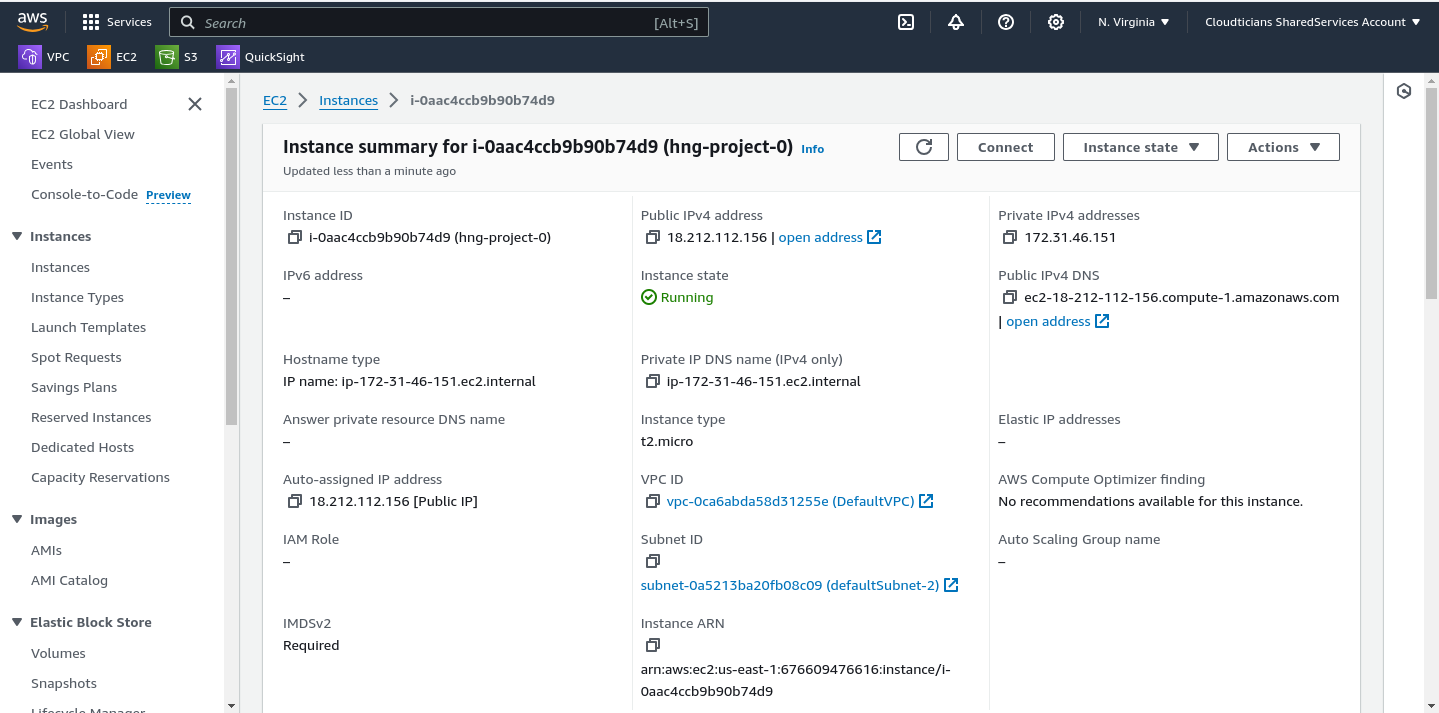 aws
Services
Search
[Alt+S]
N. Virginia
Cloudticians SharedServices Account
VPC
EC2
S3
QuickSight
EC2 Dashboard
EC2 Global View
Events
Console-to-Code Preview
Instances
Instances
Instance Types
Launch Templates
Spot Requests
Savings Plans
Reserved Instances
Dedicated Hosts
Capacity Reservations
Images
AMIs
AMI Catalog
Elastic Block Store
Volumes
Snapshots
Lifecycle Manager
EC2 > Instances > i-0aac4ccb9b90b74d9
Instance summary for i-0aac4ccb9b90b74d9 (hng-project-0) Info
Updated less than a minute ago
Connect
Instance state
Actions
Instance ID
i-0aac4ccb9b90b74d9 (hng-project-0)
Public IPv4 address
18.212.112.156 | open address
Private IPv4 addresses
172.31.46.151
IPv6 address
–
Instance state
Running
Public IPv4 DNS
ec2-18-212-112-156.compute-1.amazonaws.com
| open address
Hostname type
IP name: ip-172-31-46-151.ec2.internal
Private IP DNS name (IPv4 only)
ip-172-31-46-151.ec2.internal
Answer private resource DNS name
–
Instance type
t2.micro
Elastic IP addresses
–
Auto-assigned IP address
18.212.112.156 [Public IP]
VPC ID
vpc-0ca6abda58d31255e (DefaultVPC)
AWS Compute Optimizer finding
No recommendations available for this instance.
IAM Role
–
Subnet ID
subnet-0a5213ba20fb08c09 (defaultSubnet-2)
Auto Scaling Group name
–
IMDSv2
Required
Instance ARN
arn:aws:ec2:us-east-1:676609476616:instance/i-
0aac4ccb9b90b74d9